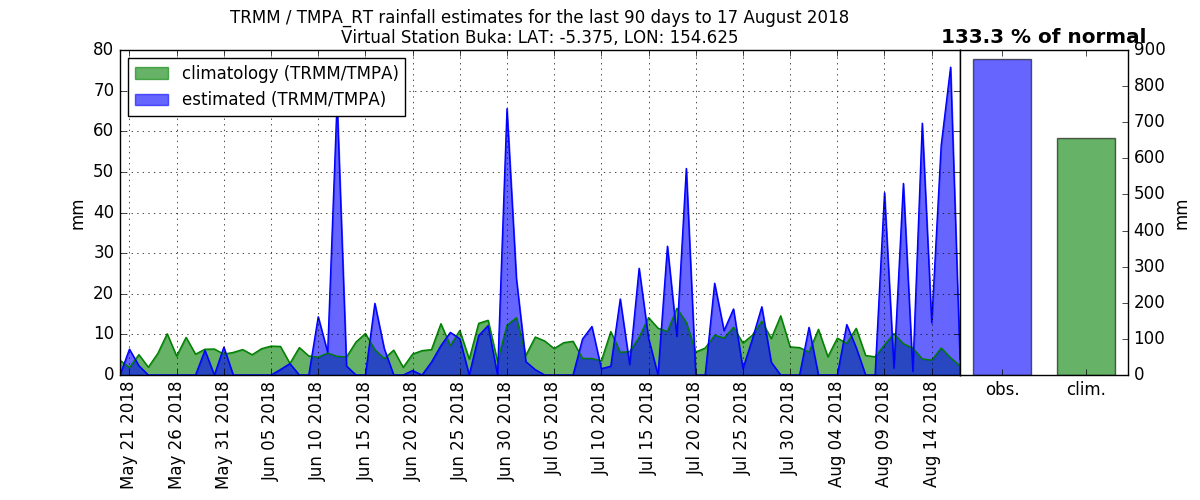 TRMM / TMPA_RT rainfall estimates for the last 90 days to 17 August 2018
Virtual Station Buka: LAT: -5.375, LON: 154.625
133.3 % of normal
climatology (TRMM/TMPA)
estimated (TRMM/TMPA)
80
70
60
50
40
30
20
10
0
mm
May 21 2018
May 26 2018
May 31 2018
Jun 05 2018
Jun 10 2018
Jun 15 2018
Jun 20 2018
Jun 25 2018
Jun 30 2018
Jul 05 2018
Jul 10 2018
Jul 15 2018
Jul 20 2018
Jul 25 2018
Jul 30 2018
Aug 04 2018
Aug 09 2018
Aug 14 2018
obs.
clim.
900
800
700
600
500
400
300
200
100
0
mm